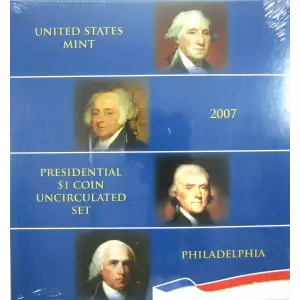 UNITED STATES
MINT
2007
PRESIDENTIAL
$1 COIN
UNCIRCULATED
SET
PHILADELPHIA